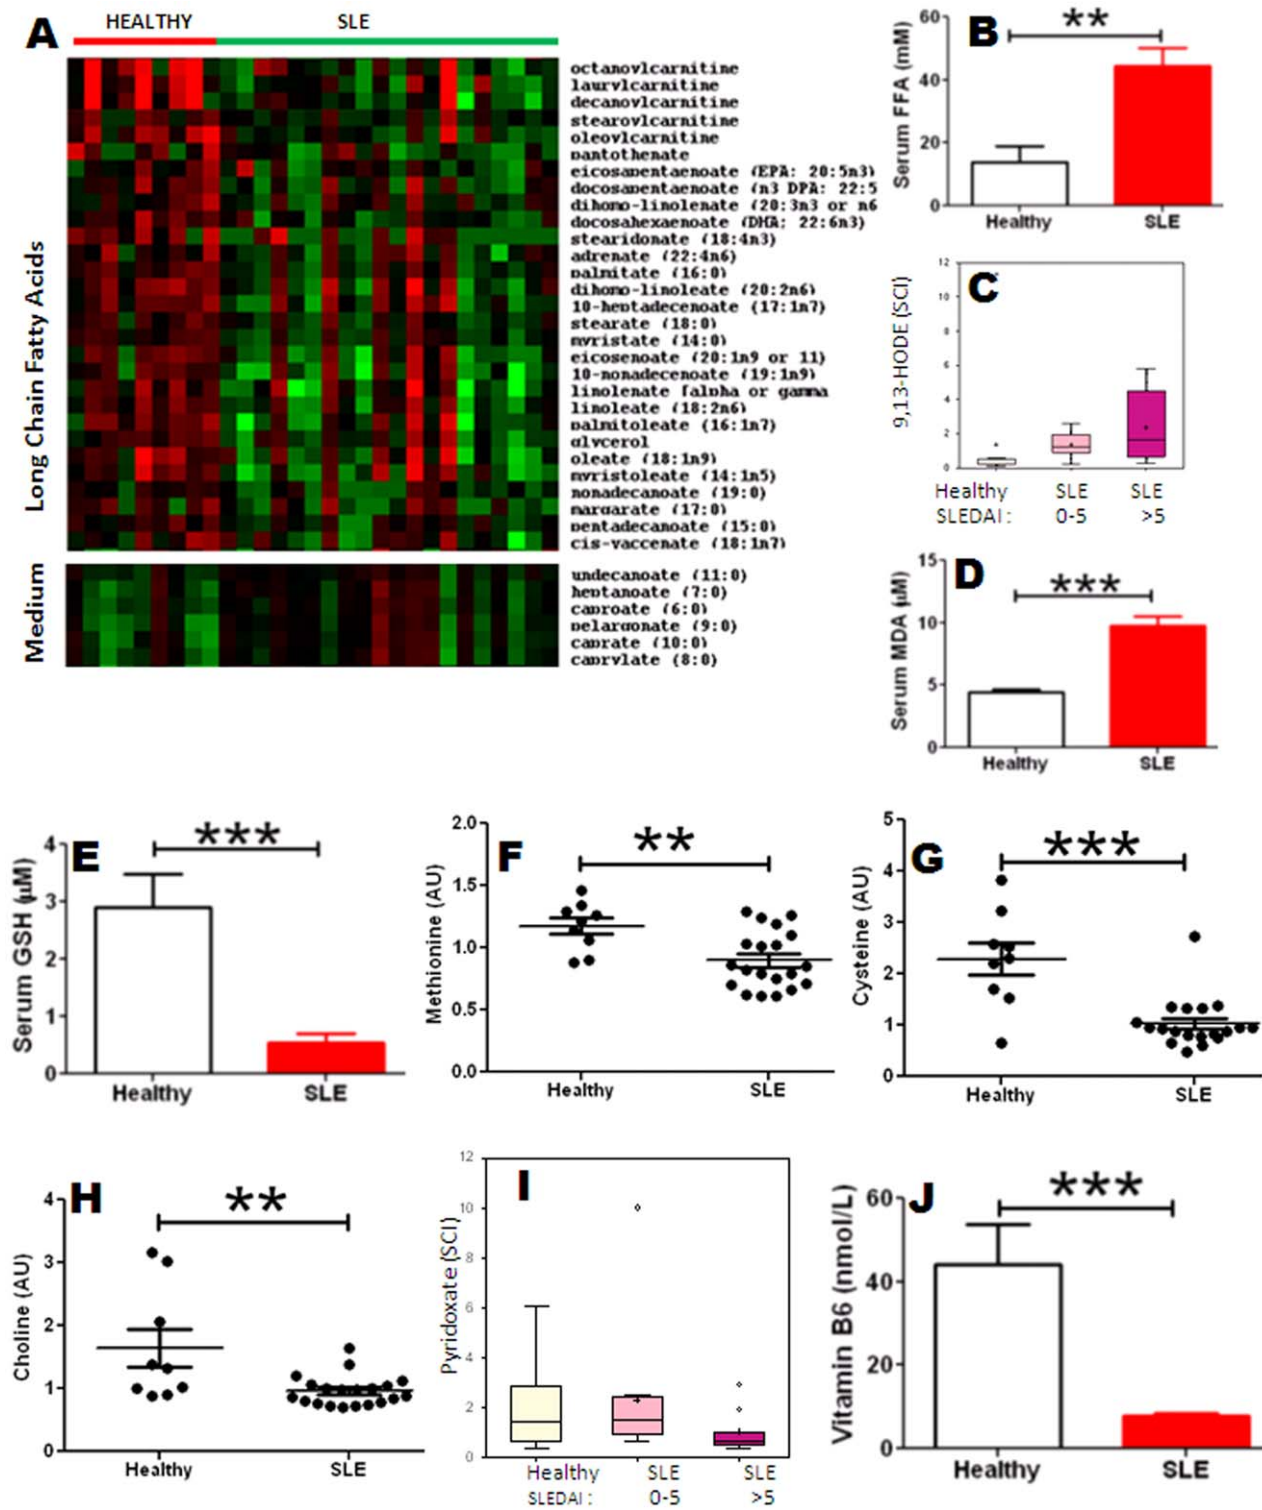 A
HEALTHY SLE
Long Chain Fatty Acids
octanoylcarnitine
laurylcarnitine
decanoylcarnitine
stearoylcarnitine
oleoylcarnitine
pantothenate
eicosapentaenoate (EPA: 20:5n3)
docosapentaenoate (n3 DPA: 22:5
dihomo-linolenate (20:3n3 or n6
docosahexaenoate (DHA: 22:6n3)
stearidonate (18:4n3)
adrenate (22:4n6)
palmitate (16:0)
dihomo-linoleate (20:2n6)
10-heptadecenoate (17:1n7)
stearate (18:0)
myristate (14:0)
eicosenoate (20:1n9 or 11)
10-nonadecenoate (19:1n9)
linolenate [alpha or gamma
linoleate (18:2n6)
palmitoleate (16:1n7)
glycerol
oleate (18:1n9)
myristoleate (14:1n5)
nonadecanoate (19:0)
margarate (17:0)
pentadecanoate (15:0)
cis-vaccenate (18:1n7)
Medium
undecanoate (11:0)
heptanoate (7:0)
caproate (6:0)
pelargonate (9:0)
caprate (10:0)
caprylate (8:0)
B
**
Serum FFA (mM)
60
40
20
0
Healthy SLE
C
9,13-HODE (SCI)
12
10
8
6
4
2
0
Healthy SLE SLE
SLEDAI: 0-5 >5
D
***
Serum MDA (µM)
15
10
5
0
Healthy SLE
E
***
Serum GSH (µM)
4
3
2
1
0
Healthy SLE
F
**
Methionine (AU)
2.0
1.5
1.0
0.5
0.0
Healthy SLE
G
***
Cysteine (AU)
5
4
3
2
1
0
Healthy SLE
H
**
Choline (AU)
4
3
2
1
0
Healthy SLE
I
Pyridoxate (SCI)
12
10
8
6
4
2
0
Healthy SLE SLE
SLEDAI: 0-5 >5
J
***
Vitamin B6 (nmol/L)
60
40
20
0
Healthy SLE